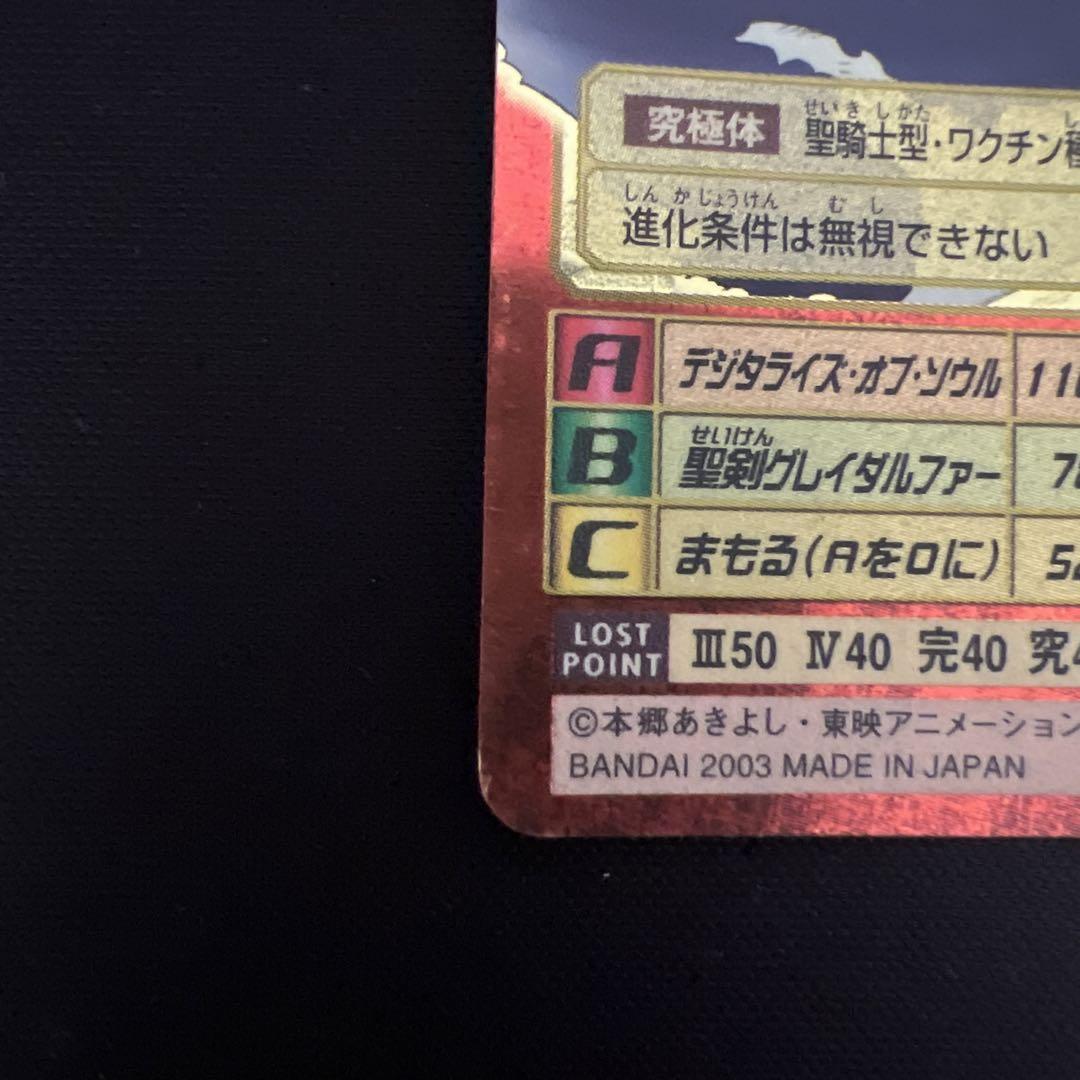 せいきしかた
究極体 聖騎士型・ワクチン種
しんかじょうけん むし
進化条件は無視できない
A デジタライズ・オブ・ソウル 110
せいけん
B 聖剣グレイダルファー 70
C まもる(Aを0に) 52
LOST POINT Ⅲ50 Ⅳ40 完40 究4
©本郷あきよし・東映アニメーション
BANDAI 2003 MADE IN JAPAN